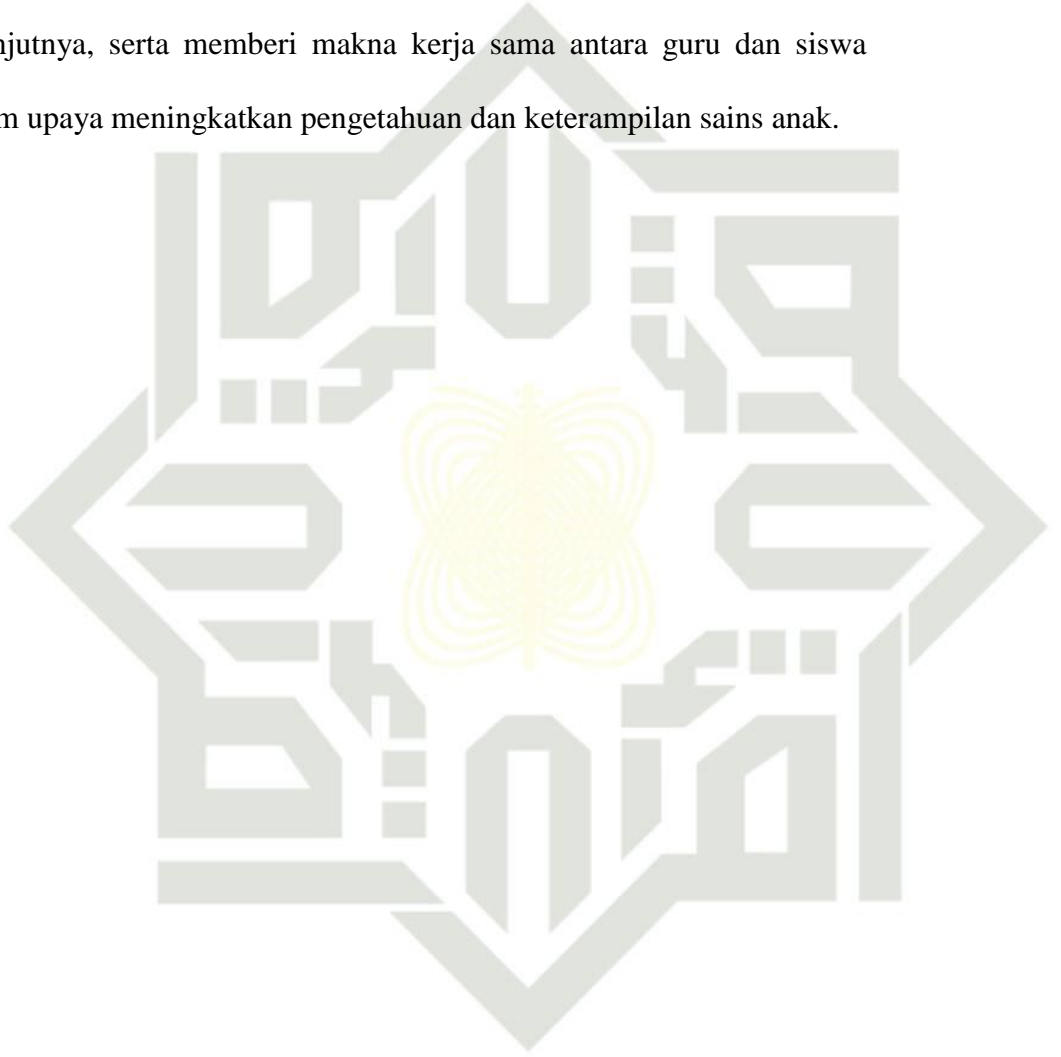 njutnya, serta memberi makna kerja sama antara guru dan siswa
m upaya meningkatkan pengetahuan dan keterampilan sains anak.